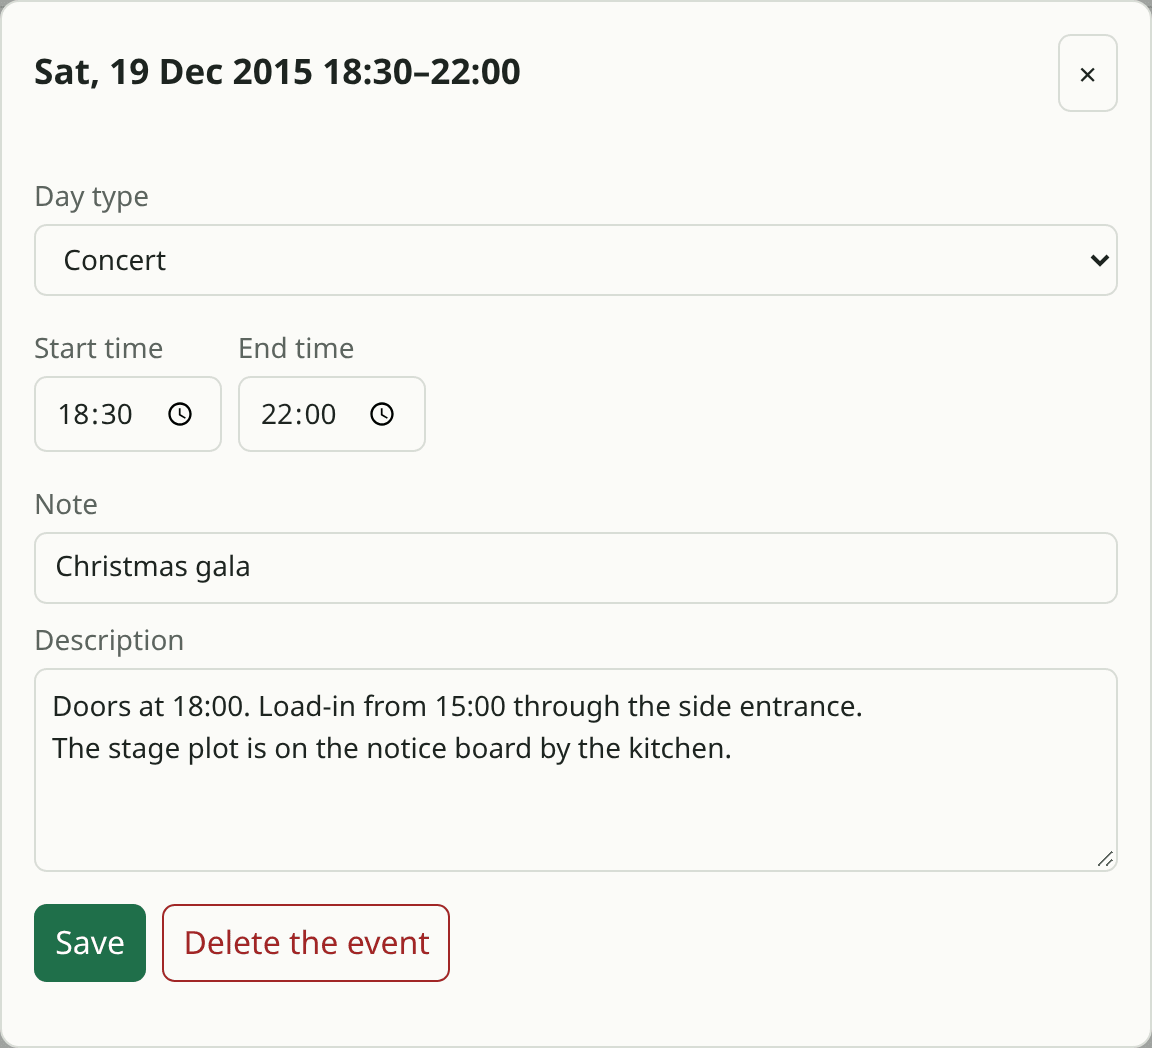 Sat, 19 Dec 2015 18:30–22:00
×
Day type
Concert
Start time End time
18:30 22:00
Note
Christmas gala
Description
Doors at 18:00. Load-in from 15:00 through the side entrance.
The stage plot is on the notice board by the kitchen.
Save Delete the event